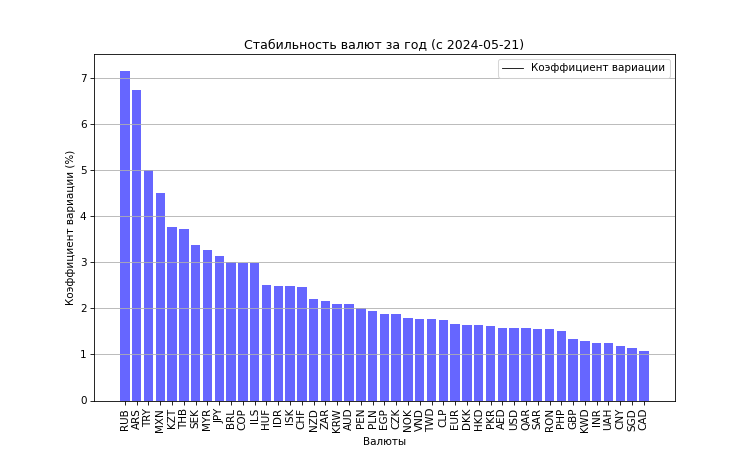 Стабильность валют за год (с 2024-05-21)
Коэффициент вариации
Коэффициент вариации (%)
7
6
5
4
3
2
1
0
RUB
ARS
TRY
MXN
KZT
THB
SEK
MYR
JPY
BRL
COP
ILS
HUF
IDR
ISK
CHF
NZD
ZAR
KRW
AUD
PEN
PLN
EGP
CZK
NOK
VND
TWD
CLP
EUR
DKK
HKD
PKR
AED
USD
QAR
SAR
RON
PHP
GBP
KWD
INR
UAH
CNY
SGD
CAD
Валюты